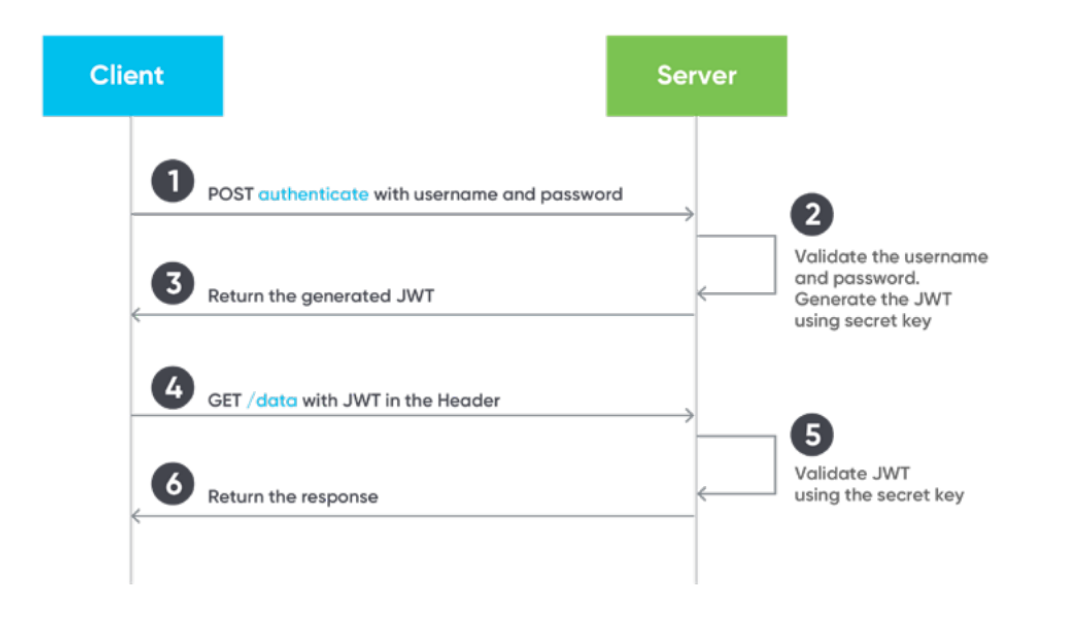 Client
Server
1
POST authenticate with username and password
2
Validate the username
and password.
Generate the JWT
using secret key
3
Return the generated JWT
4
GET /data with JWT in the Header
5
Validate JWT
using the secret key
6
Return the response